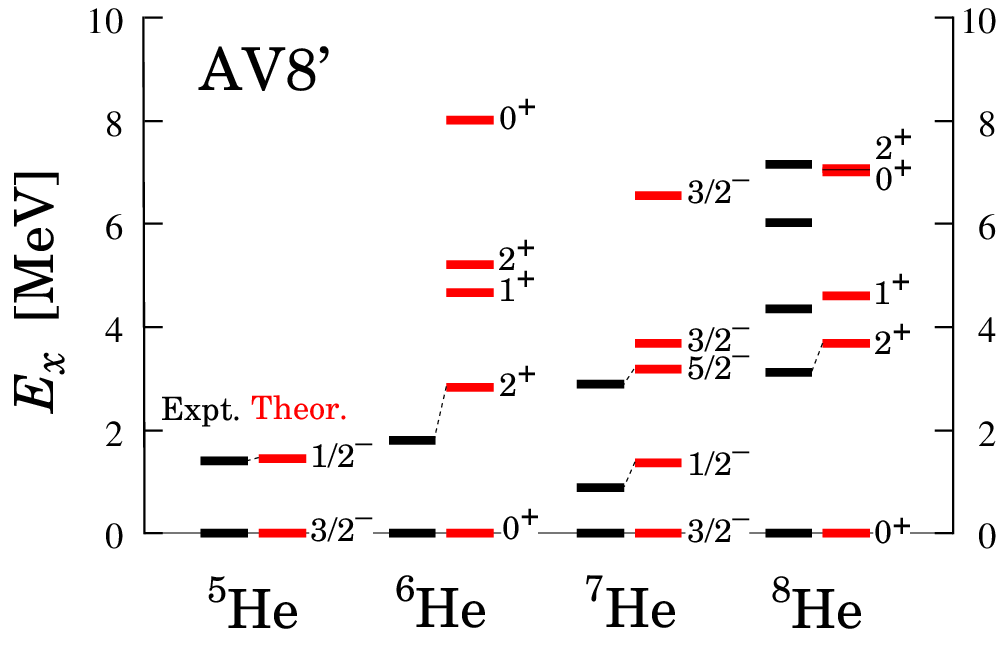 10 10
AV8’
8 0⁺ 2⁺ 8
3/2⁻ 0⁺
6 6
2⁺
1⁺ 1⁺
4 3/2⁻ 2⁺ 4
5/2⁻
2⁺
Expt. Theor.
2 1/2⁻ 1/2⁻ 2
0 3/2⁻ 0⁺ 3/2⁻ 0⁺ 0
⁵He ⁶He ⁷He ⁸He
Eₓ [MeV]